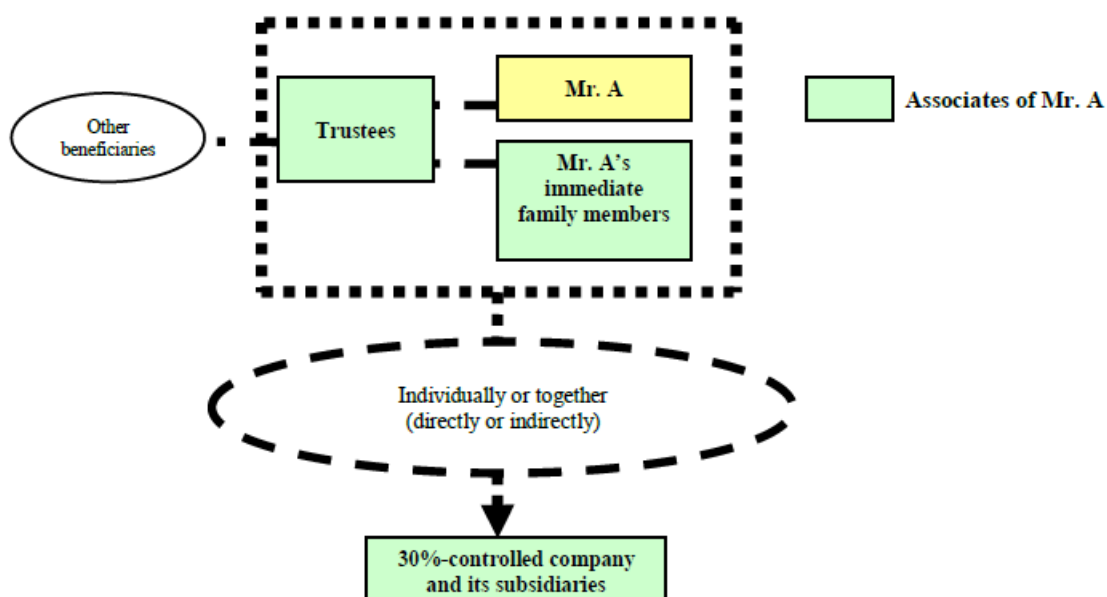 Other
beneficiaries
Trustees
Mr. A
Mr. A’s
immediate
family members
Associates of Mr. A
Individually or together
(directly or indirectly)
30%-controlled company
and its subsidiaries